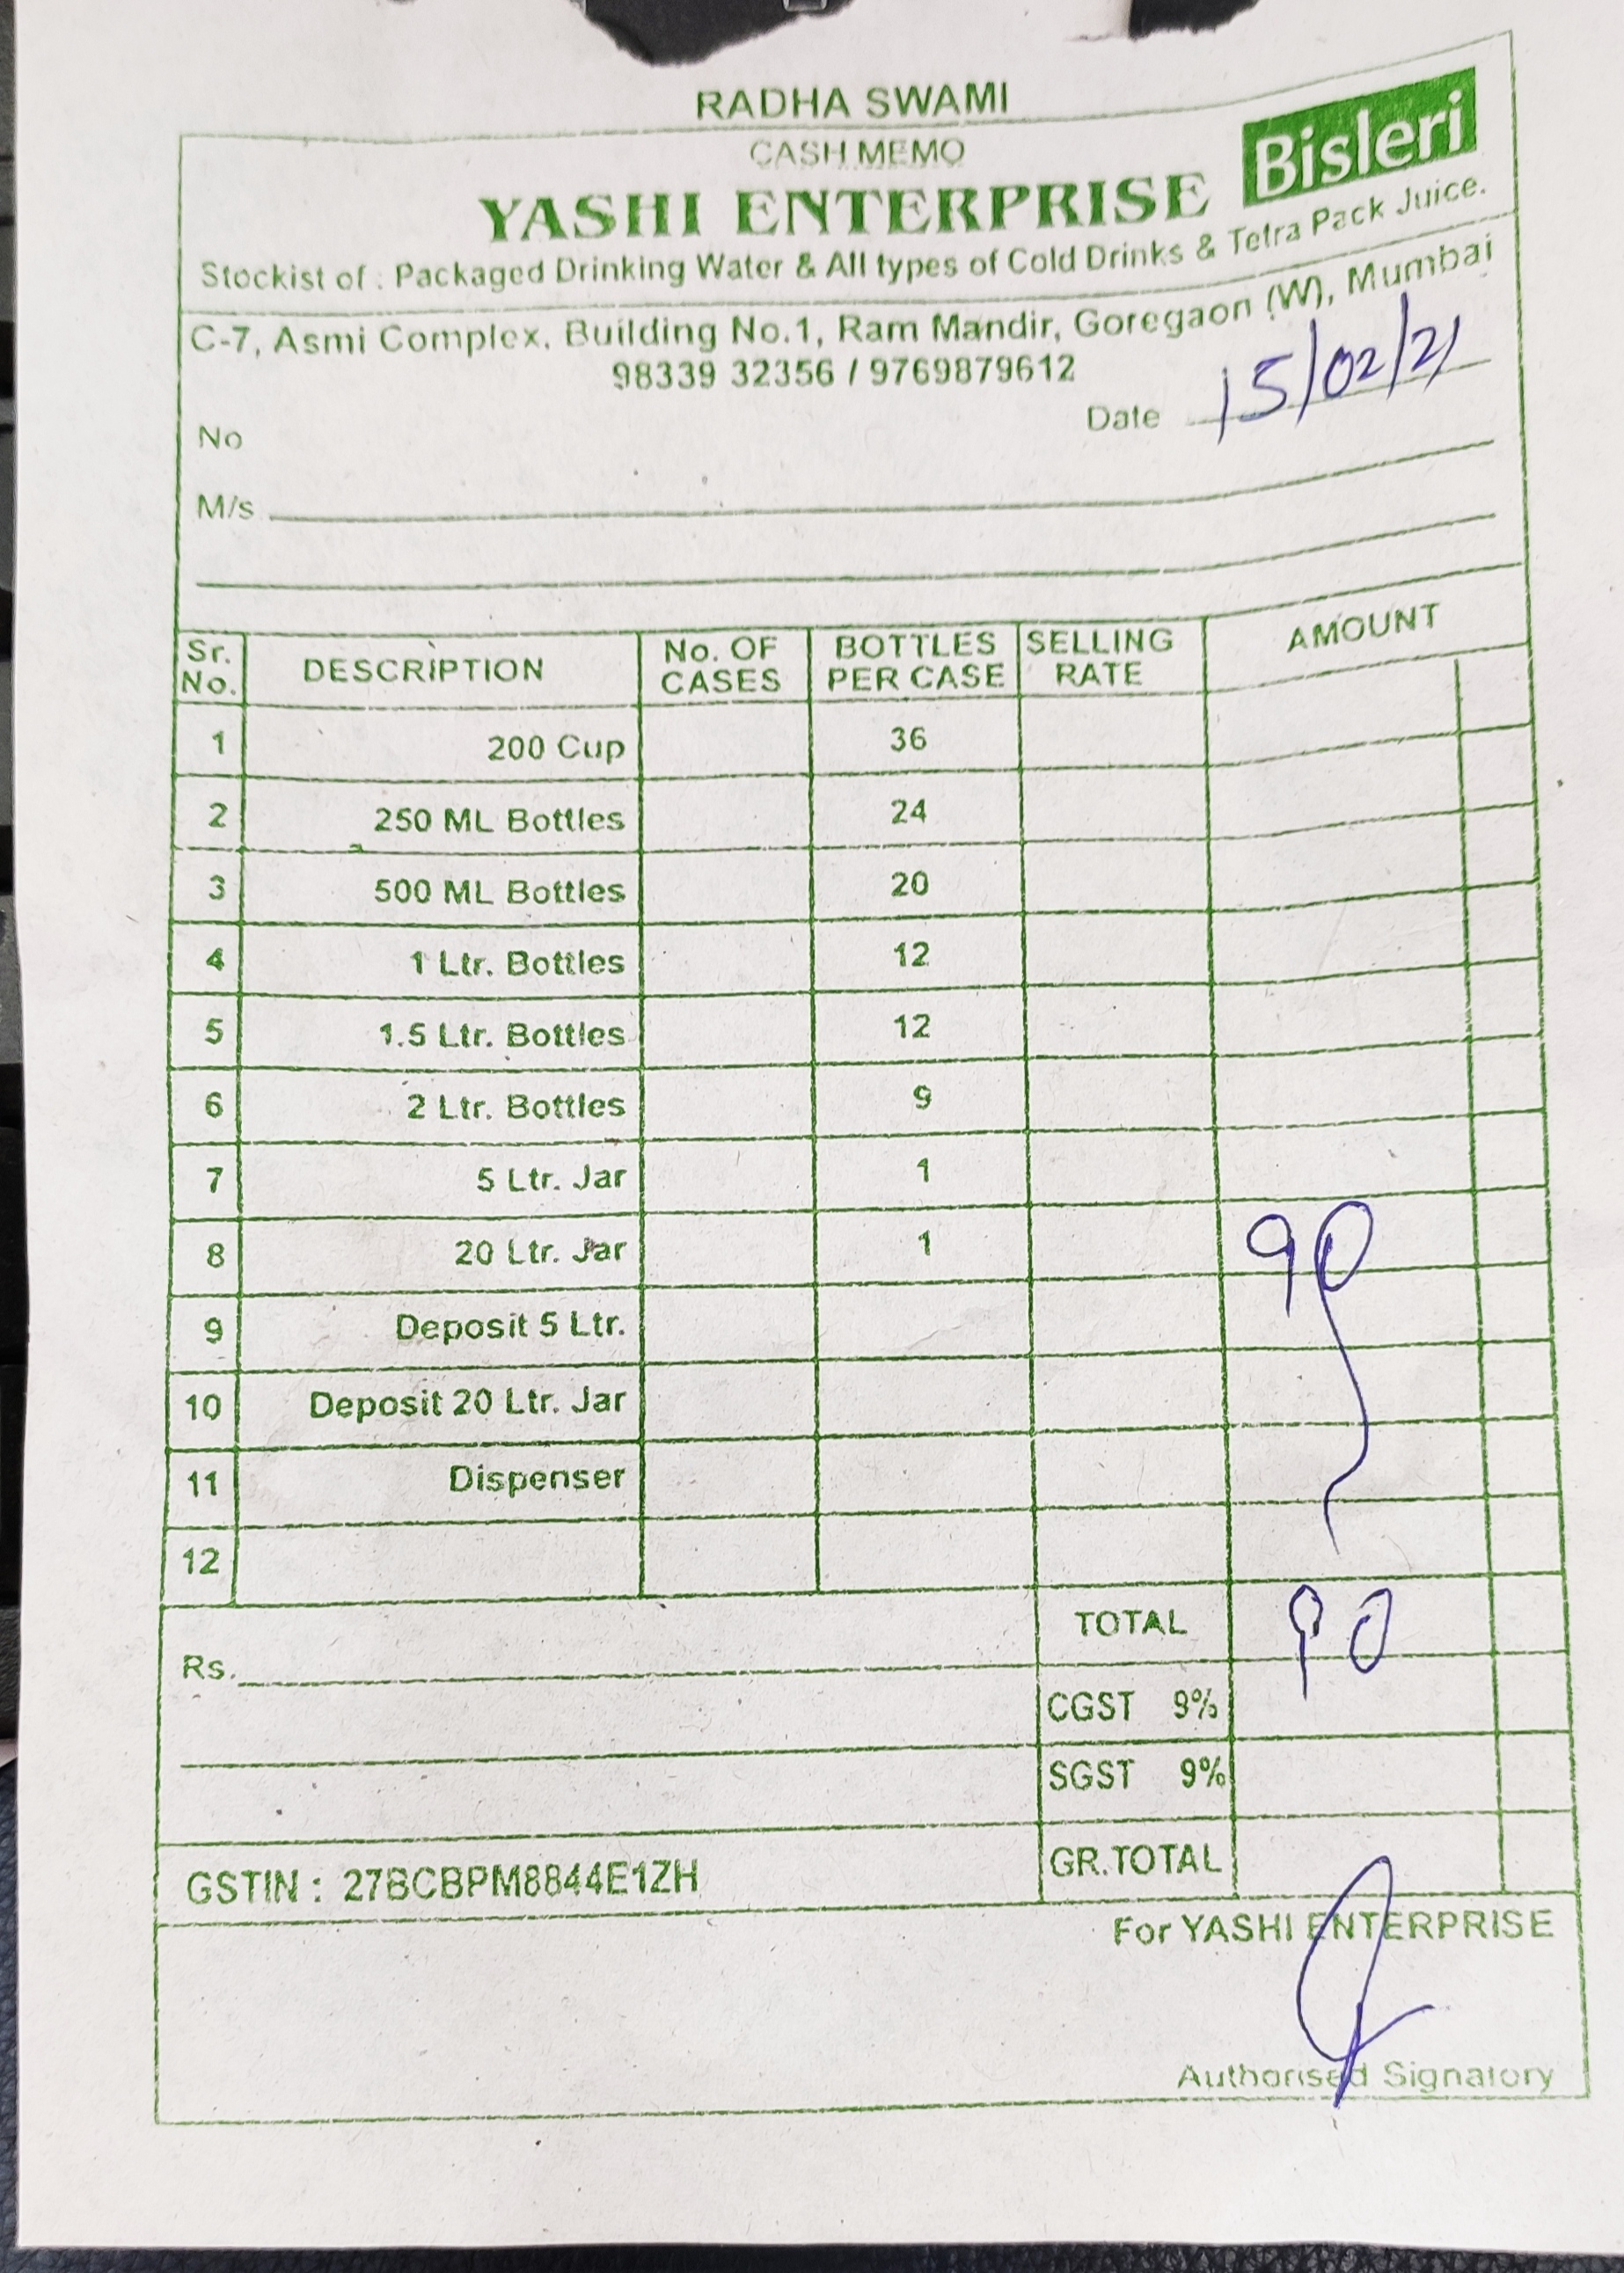 RADHA SWAMI
CASH MEMO
YASHI ENTERPRISE Bisleri
Stockist of : Packaged Drinking Water & All types of Cold Drinks & Tetra Pack Juice.
C-7, Asmi Complex, Building No.1, Ram Mandir, Goregaon (W), Mumbai
98339 32356 / 9769879612
No Date 15/02/21
M/s
Sr. No. DESCRIPTION No. OF CASES BOTTLES PER CASE SELLING RATE AMOUNT
1 200 Cup 36
2 250 ML Bottles 24
3 500 ML Bottles 20
4 1 Ltr. Bottles 12
5 1.5 Ltr. Bottles 12
6 2 Ltr. Bottles 9
7 5 Ltr. Jar 1
8 20 Ltr. Jar 1 90
9 Deposit 5 Ltr.
10 Deposit 20 Ltr. Jar
11 Dispenser
12
TOTAL 90
Rs.
CGST 9%
SGST 9%
GSTIN : 27BCBPM8844E1ZH GR.TOTAL
For YASHI ENTERPRISE
Authorised Signatory